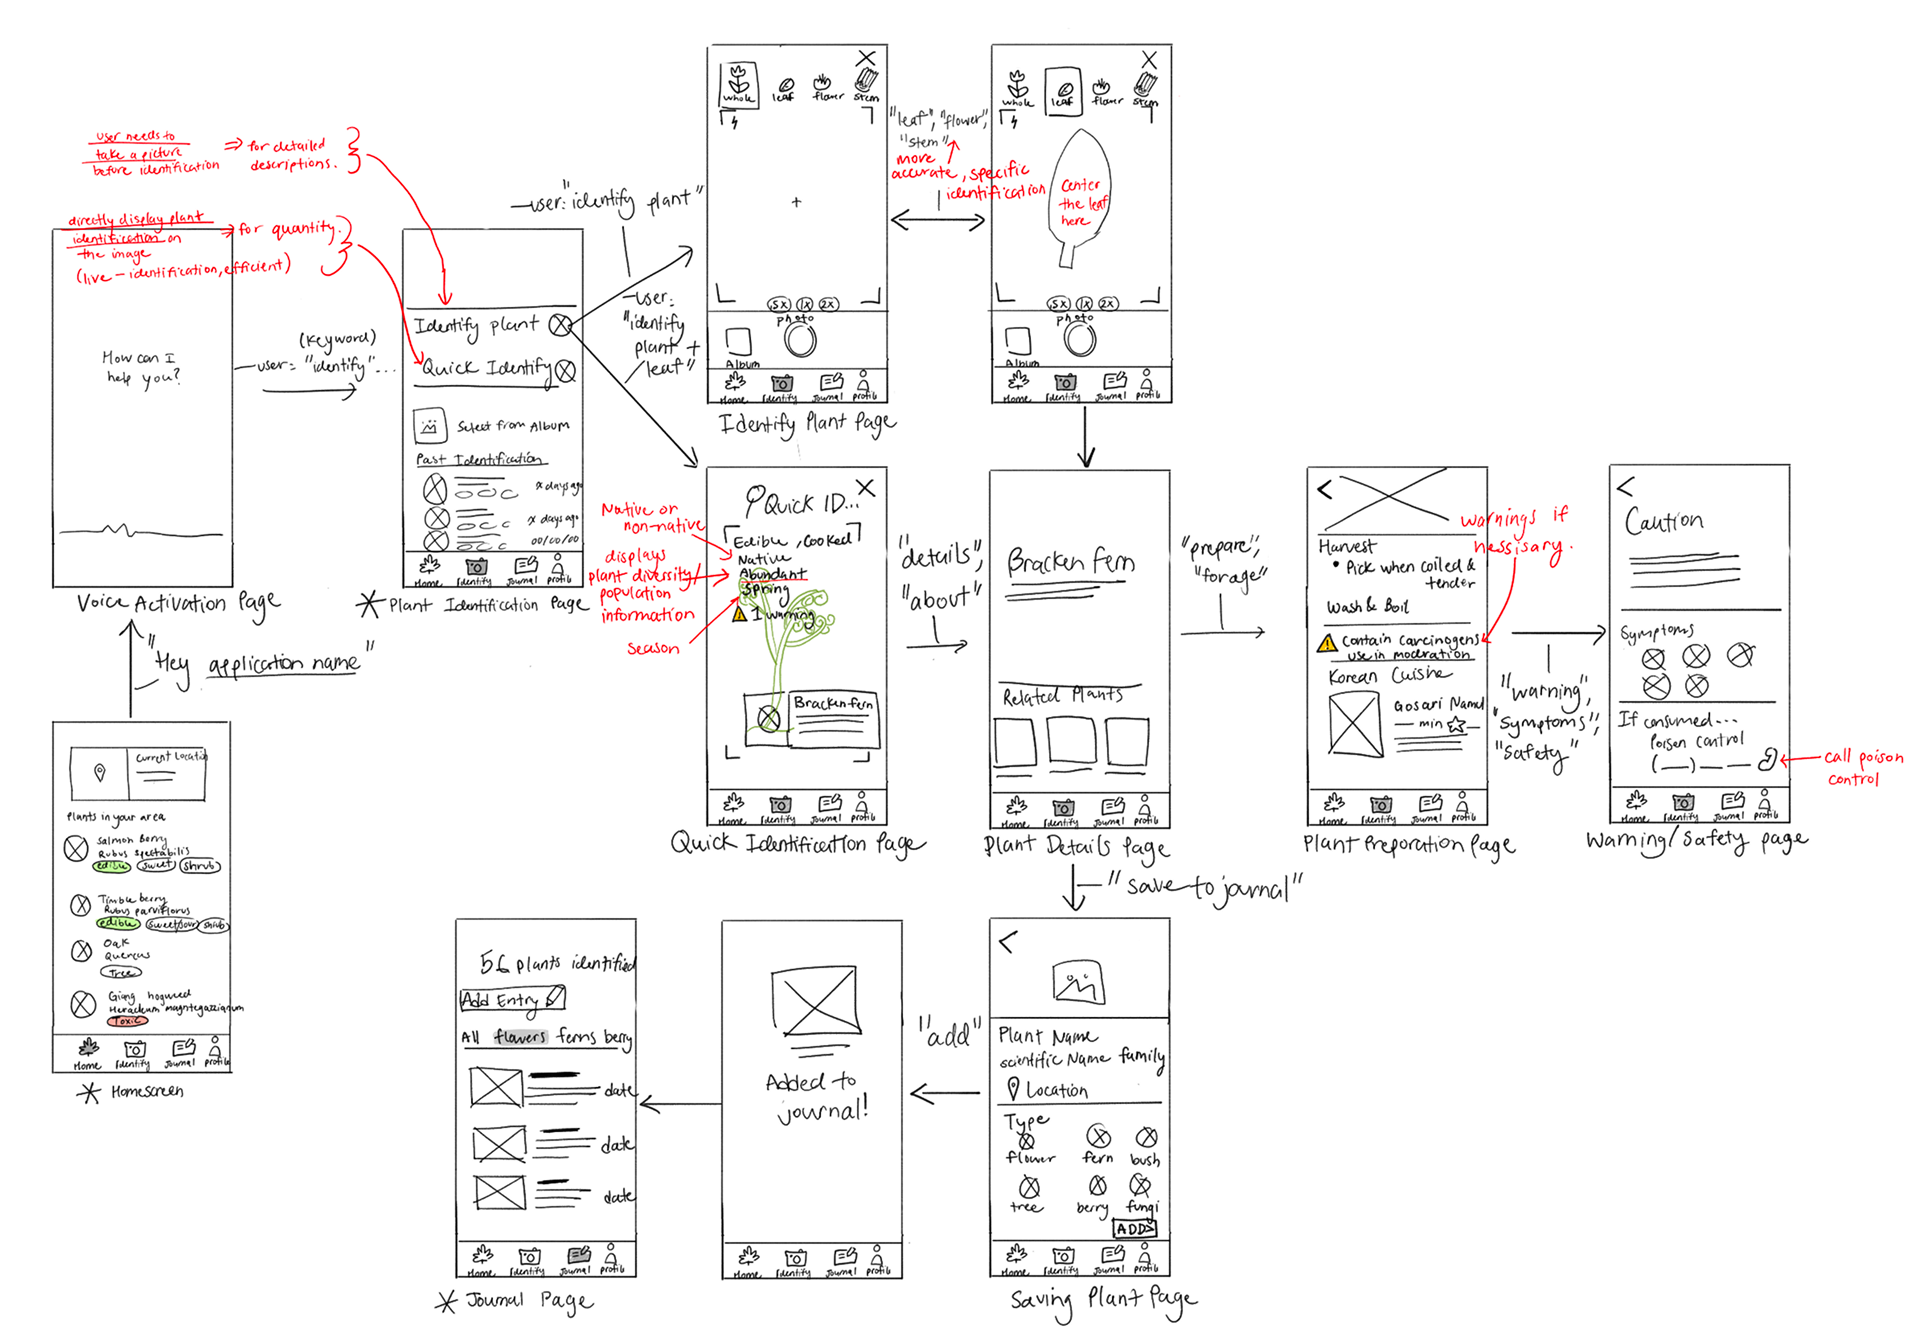 user needs to
take a picture
before identification
⇒ for detailed
descriptions.
directly display plant
identification on
the image
(live - identification, efficient)
→ for quantity.
How can I
help you?
Voice Activation Page
(keyword)
user: "identify"...
"Hey application name"
Current Location
Plants in your area
Salmon Berry
Rubus Spectabilis
edible sweet shrub
Timble berry
Rubus parviflorus
edible sweet/sour shrub
Oak
Quercus
Tree
Giang hogweed
Heracleum
Toxic
Home Identify Journal Profile
* Homescreen
Identify plant
Quick Identify
Select from Album
Past Identification
x days ago
x days ago
00/00/00
Home Identify Journal Profile
* Plant Identification Page
user: "identify plant"
user:
"identify
plant +
leaf"
whole leaf flower stem
.5x 1x 2x
photo
Album
Home Identify Journal Profile
Identify Plant Page
"leaf", "flower",
"stem"
more
accurate, specific
identification
whole leaf flower stem
Center
the leaf
here
.5x 1x 2x
photo
Album
Home Identify Journal Profile
Quick ID...
Edible, Cooked
Native
Abundant
Spring
1 warning
Bracken fern
Home Identify Journal Profile
Quick Identification Page
Native or
non-native
displays
plant diversity/
population
information
season
"details",
"about"
Bracken fern
Related Plants
Home Identify Journal Profile
Plant Details Page
"prepare",
"forage"
Harvest
• Pick when coiled &
tender
Wash & Boil
Contain carcinogens
use in moderation
Korean Cuisine
Gosari Namul
— min
Home Identify Journal Profile
Plant Preporation Page
warnings if
nessisary.
"warning",
"Symptoms",
"Safety"
Caution
Symptoms
If consumed...
Poison control
(__) __ __
Home Identify Journal Profile
Warning/Safety page
call poison
control
"save to journal"
Plant Name
scientific Name family
Location
Type
flower fern bush
tree berry fungi
ADD>
Home Identify Journal Profile
Saving Plant Page
"add"
Added to
journal!
Home Identify Journal Profile
56 plants identified
Add Entry
All flowers ferns berry
date
date
date
Home Identify Journal Profile
* Journal Page